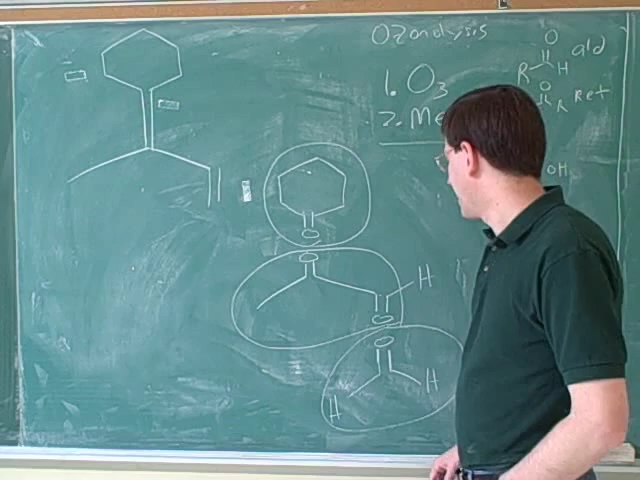 Ozonolysis
1. O3
2. Me
O
R H ald
O
R ket
OH
O
O
H
O
O
H H